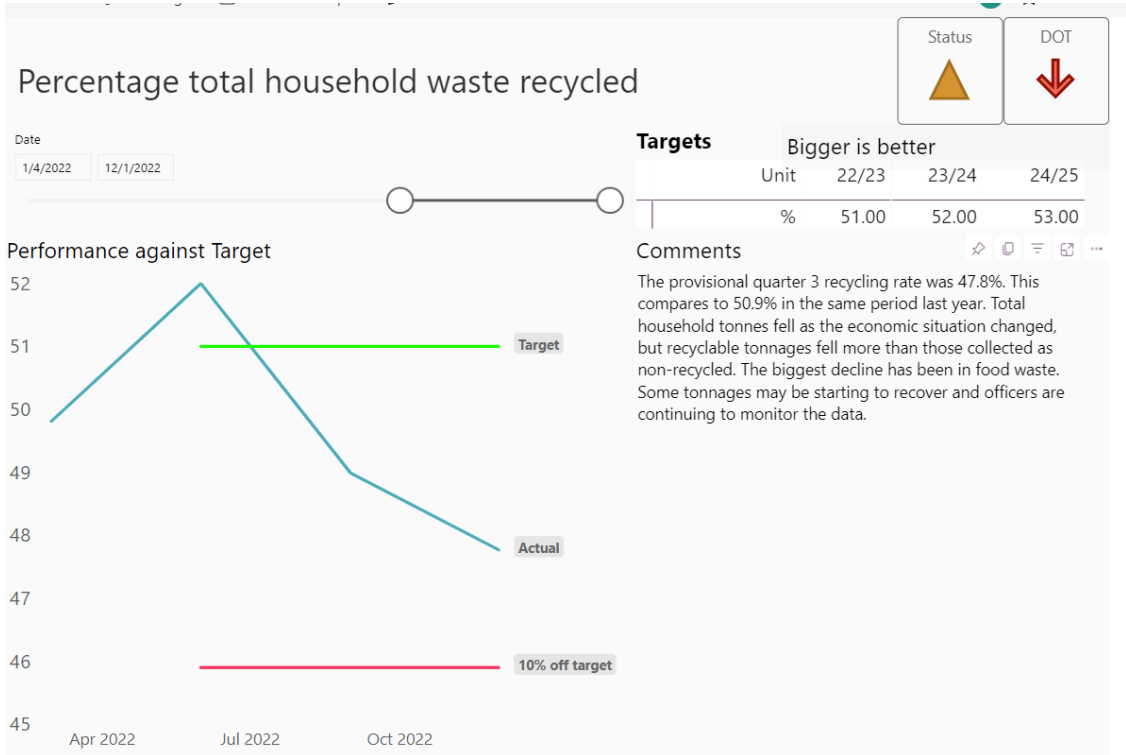 Status
DOT
Percentage total household waste recycled
Date
1/4/2022
12/1/2022
Targets
Bigger is better
Unit 22/23 23/24 24/25
% 51.00 52.00 53.00
Performance against Target
52
51
50
49
48
47
46
45
Target
Actual
10% off target
Apr 2022
Jul 2022
Oct 2022
Comments
The provisional quarter 3 recycling rate was 47.8%. This
compares to 50.9% in the same period last year. Total
household tonnes fell as the economic situation changed,
but recyclable tonnages fell more than those collected as
non-recycled. The biggest decline has been in food waste.
Some tonnages may be starting to recover and officers are
continuing to monitor the data.